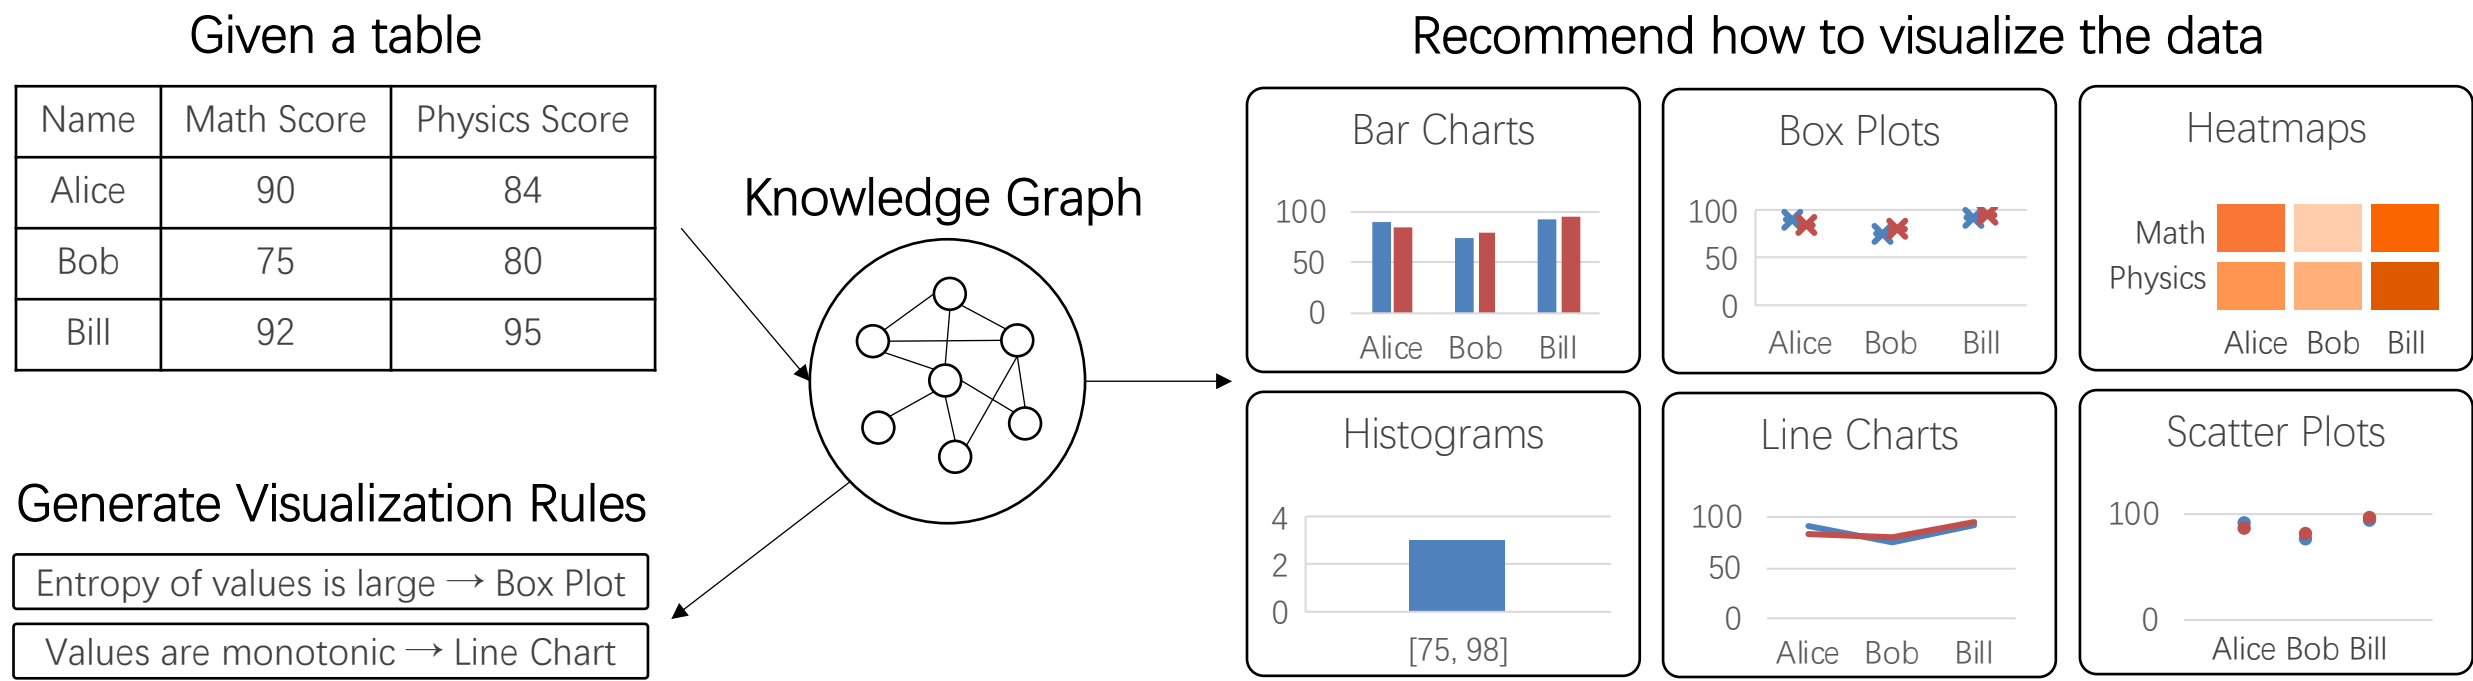 Given a table
Name Math Score Physics Score
Alice 90 84
Bob 75 80
Bill 92 95
Generate Visualization Rules
Entropy of values is large → Box Plot
Values are monotonic → Line Chart
Knowledge Graph
Recommend how to visualize the data
Bar Charts
100
50
0
Alice Bob Bill
Box Plots
100
50
0
Alice Bob Bill
Heatmaps
Math
Physics
Alice Bob Bill
Histograms
4
2
0
[75, 98]
Line Charts
100
50
0
Alice Bob Bill
Scatter Plots
100
0
Alice Bob Bill